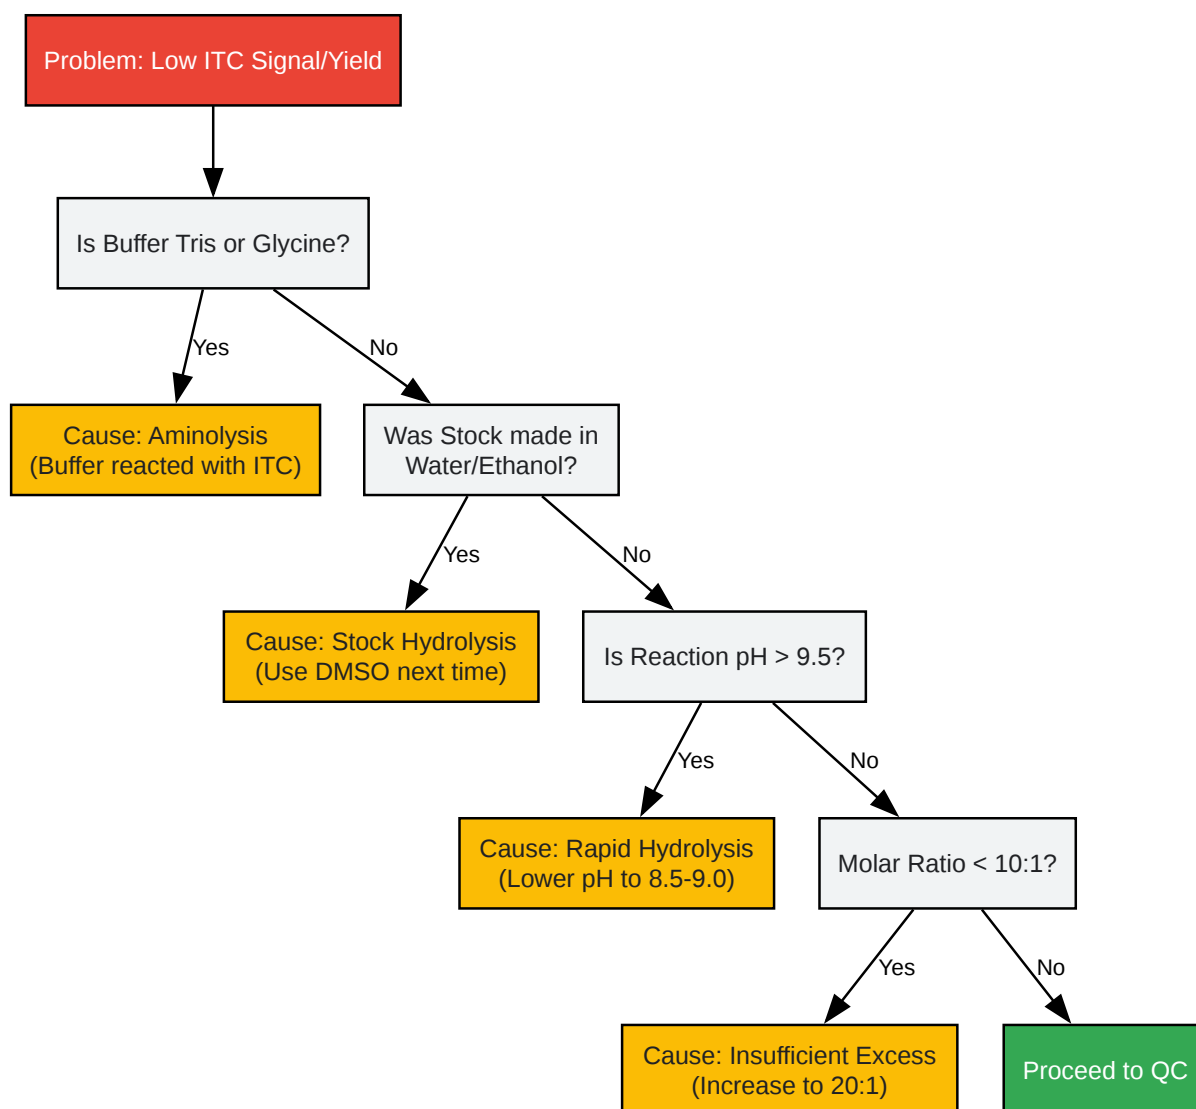 Problem: Low ITC Signal/Yield
Is Buffer Tris or Glycine?
Yes
No
Cause: Aminolysis
(Buffer reacted with ITC)
Was Stock made in
Water/Ethanol?
Yes
No
Cause: Stock Hydrolysis
(Use DMSO next time)
Is Reaction pH > 9.5?
Yes
No
Cause: Rapid Hydrolysis
(Lower pH to 8.5-9.0)
Molar Ratio < 10:1?
Yes
No
Cause: Insufficient Excess
(Increase to 20:1)
Proceed to QC